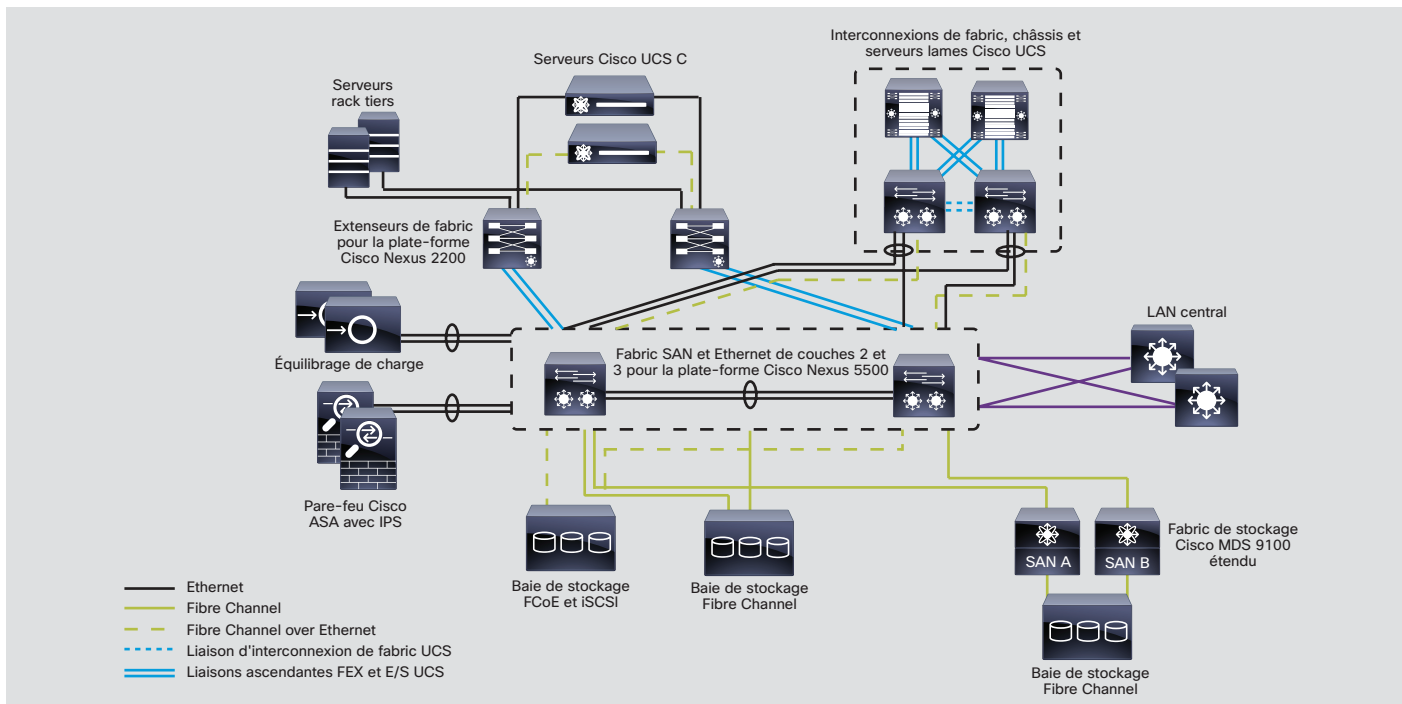 Interconnexions de fabric, châssis et
serveurs lames Cisco UCS
Serveurs Cisco UCS C
Serveurs
rack tiers
Extenseurs de fabric
pour la plate-forme
Cisco Nexus 2200
Équilibrage de charge
Fabric SAN et Ethernet de couches 2 et
3 pour la plate-forme Cisco Nexus 5500
LAN central
Pare-feu Cisco
ASA avec IPS
Baie de stockage
FCoE et iSCSI
Baie de stockage
Fibre Channel
SAN A
SAN B
Fabric de stockage
Cisco MDS 9100
étendu
Baie de stockage
Fibre Channel
Ethernet
Fibre Channel
Fibre Channel over Ethernet
Liaison d'interconnexion de fabric UCS
Liaisons ascendantes FEX et E/S UCS